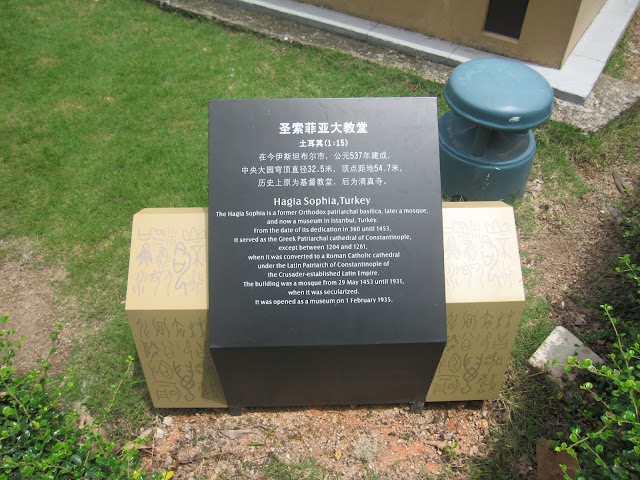 圣索菲亚大教堂
土耳其(1:15)
在今伊斯坦布尔市，公元537年建成，
中央大园穹顶直径32.5米，顶点距地54.7米，
历史上原为基督教堂，后为清真寺。
Hagia Sophia,Turkey
The Hagia Sophia is a former Orthodox patriarchal basilica, later a mosque,
and now a museum in Istanbul, Turkey.
From the date of its dedication in 360 until 1453,
it served as the Greek Patriarchal cathedral of Constantinople,
except between 1204 and 1261,
when it was converted to a Roman Catholic cathedral
under the Latin Patriarch of Constantinople of
the Crusader-established Latin Empire.
The building was a mosque from 29 May 1453 until 1931,
when it was secularized.
It was opened as a museum on 1 February 1935.